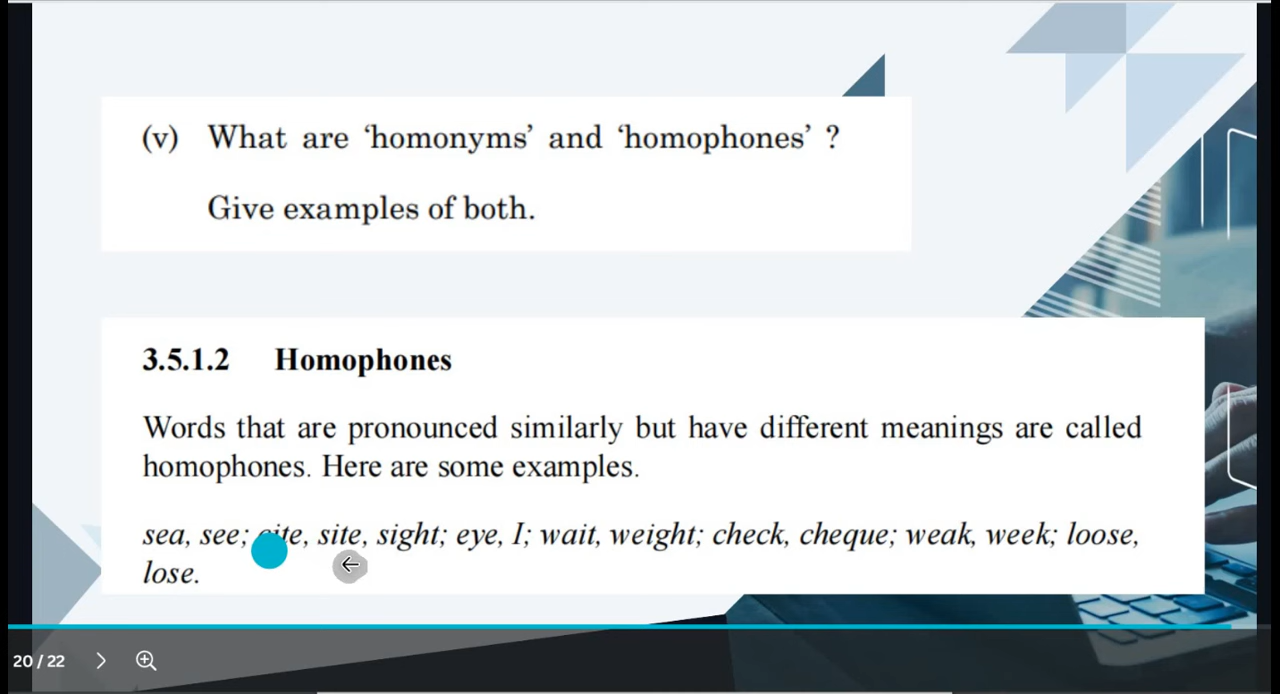 (v) What are ‘homonyms’ and ‘homophones’ ?
Give examples of both.
3.5.1.2 Homophones
Words that are pronounced similarly but have different meanings are called
homophones. Here are some examples.
sea, see; cite, site, sight; eye, I; wait, weight; check, cheque; weak, week; loose,
lose.
20 / 22